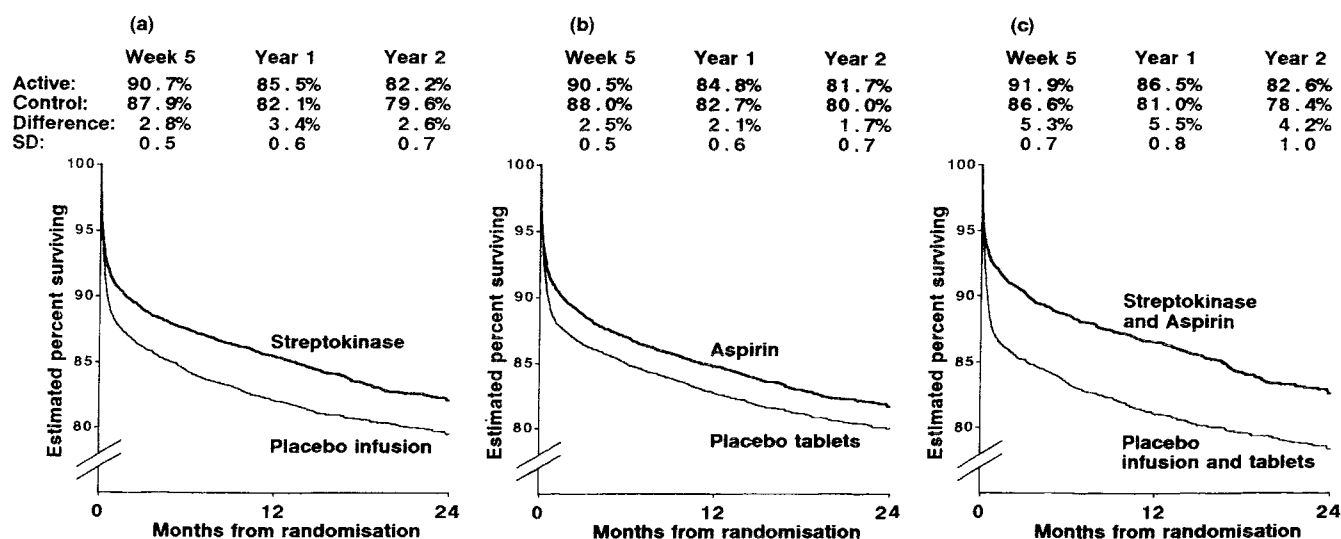 (a) (b) (c)
Week 5 Year 1 Year 2 Week 5 Year 1 Year 2 Week 5 Year 1 Year 2
Active: 90.7% 85.5% 82.2% 90.5% 84.8% 81.7% 91.9% 86.5% 82.6%
Control: 87.9% 82.1% 79.6% 88.0% 82.7% 80.0% 86.6% 81.0% 78.4%
Difference: 2.8% 3.4% 2.6% 2.5% 2.1% 1.7% 5.3% 5.5% 4.2%
SD: 0.5 0.6 0.7 0.5 0.6 0.7 0.7 0.8 1.0
Estimated percent surviving
100
95
90
85
80
Streptokinase
Placebo infusion
0 12 24
Months from randomisation
Estimated percent surviving
100
95
90
85
80
Aspirin
Placebo tablets
0 12 24
Months from randomisation
Estimated percent surviving
100
95
90
85
80
Streptokinase
and Aspirin
Placebo
infusion and tablets
0 12 24
Months from randomisation